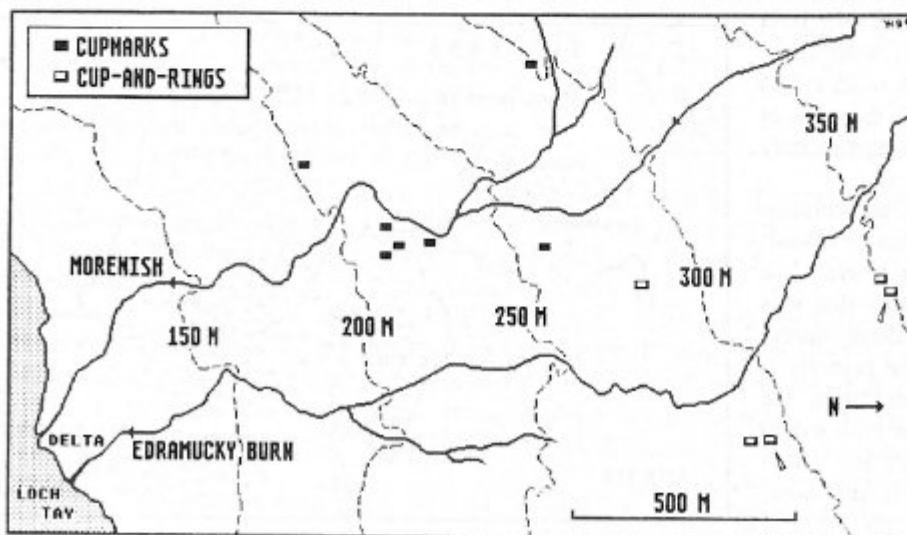 CUPMARKS
CUP-AND-RINGS
350 M
MORENISH
300 M
150 M
200 M
250 M
N
DELTA
EDRAMUCKY BURN
LOCH
TAY
500 M